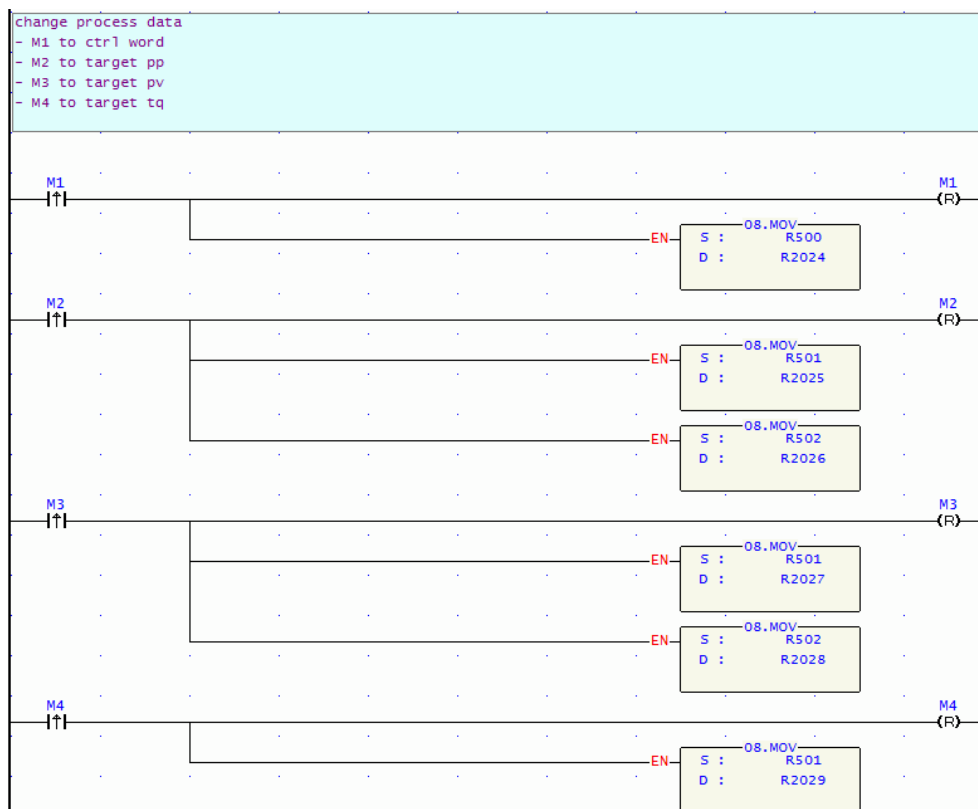 change process data
- M1 to ctrl word
- M2 to target pp
- M3 to target pv
- M4 to target tq
M1 M1
(R)
08.MOV
EN S : R500
D : R2024
M2 M2
(R)
08.MOV
EN S : R501
D : R2025
08.MOV
EN S : R502
D : R2026
M3 M3
(R)
08.MOV
EN S : R501
D : R2027
08.MOV
EN S : R502
D : R2028
M4 M4
(R)
08.MOV
EN S : R501
D : R2029